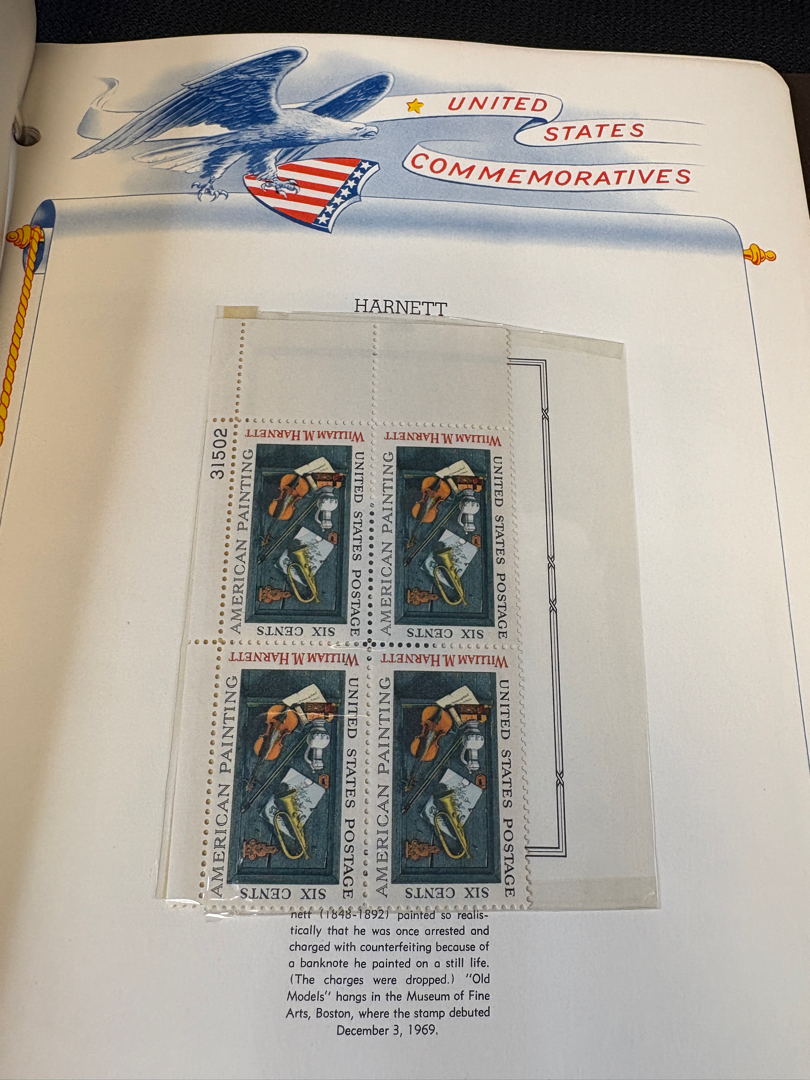 UNITED
STATES
COMMEMORATIVES
HARNETT
31502
WILLIAM M. HARNETT
AMERICAN PAINTING
UNITED STATES POSTAGE
SIX CENTS
WILLIAM M. HARNETT
AMERICAN PAINTING
UNITED STATES POSTAGE
SIX CENTS
WILLIAM M. HARNETT
AMERICAN PAINTING
UNITED STATES POSTAGE
SIX CENTS
WILLIAM M. HARNETT
AMERICAN PAINTING
UNITED STATES POSTAGE
SIX CENTS
nett (1848-1892) painted so realis-
tically that he was once arrested and
charged with counterfeiting because of
a banknote he painted on a still life.
(The charges were dropped.) "Old
Models" hangs in the Museum of Fine
Arts, Boston, where the stamp debuted
December 3, 1969.